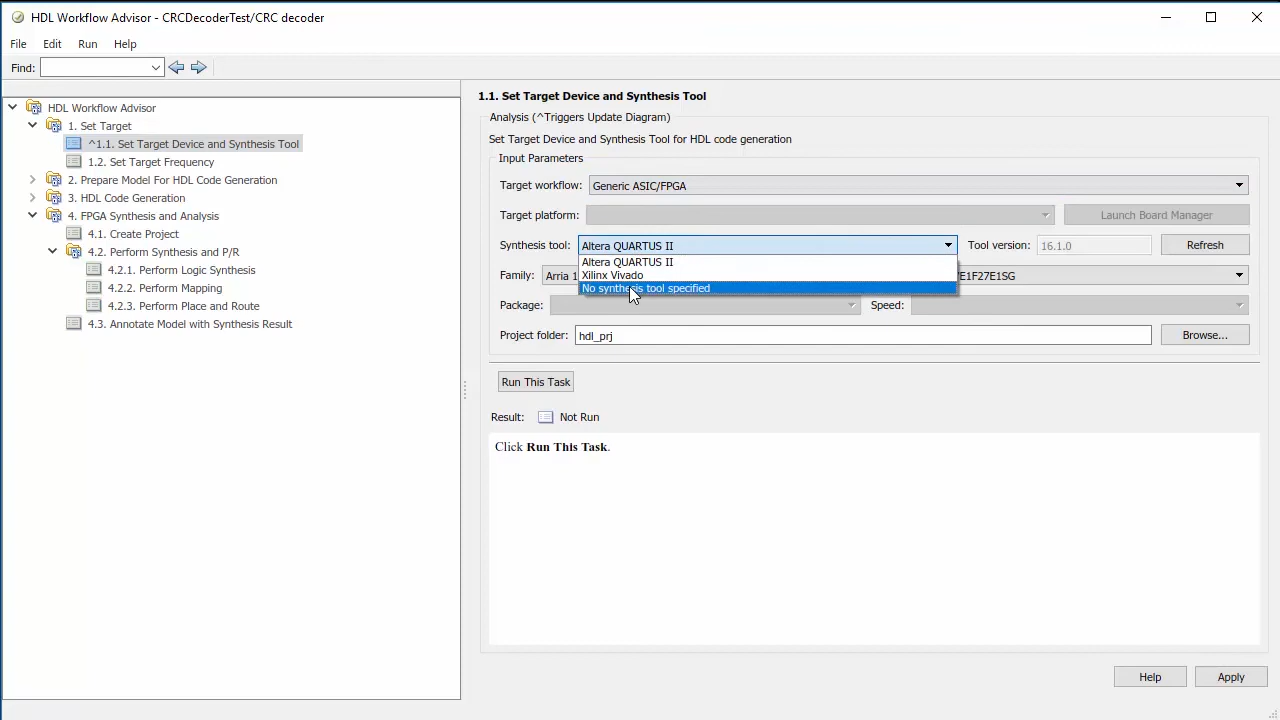 HDL Workflow Advisor - CRCDecoderTest/CRC decoder
File Edit Run Help
Find:
HDL Workflow Advisor
1. Set Target
^1.1. Set Target Device and Synthesis Tool
1.2. Set Target Frequency
2. Prepare Model For HDL Code Generation
3. HDL Code Generation
4. FPGA Synthesis and Analysis
4.1. Create Project
4.2. Perform Synthesis and P/R
4.2.1. Perform Logic Synthesis
4.2.2. Perform Mapping
4.2.3. Perform Place and Route
4.3. Annotate Model with Synthesis Result
1.1. Set Target Device and Synthesis Tool
Analysis (^Triggers Update Diagram)
Set Target Device and Synthesis Tool for HDL code generation
Input Parameters
Target workflow: Generic ASIC/FPGA
Target platform: Launch Board Manager
Synthesis tool: Altera QUARTUS II Tool version: 16.1.0 Refresh
Altera QUARTUS II
Xilinx Vivado
No synthesis tool specified
Family: Arria 1 E1F27E1SG
Package: Speed:
Project folder: hdl_prj Browse...
Run This Task
Result: Not Run
Click Run This Task.
Help Apply